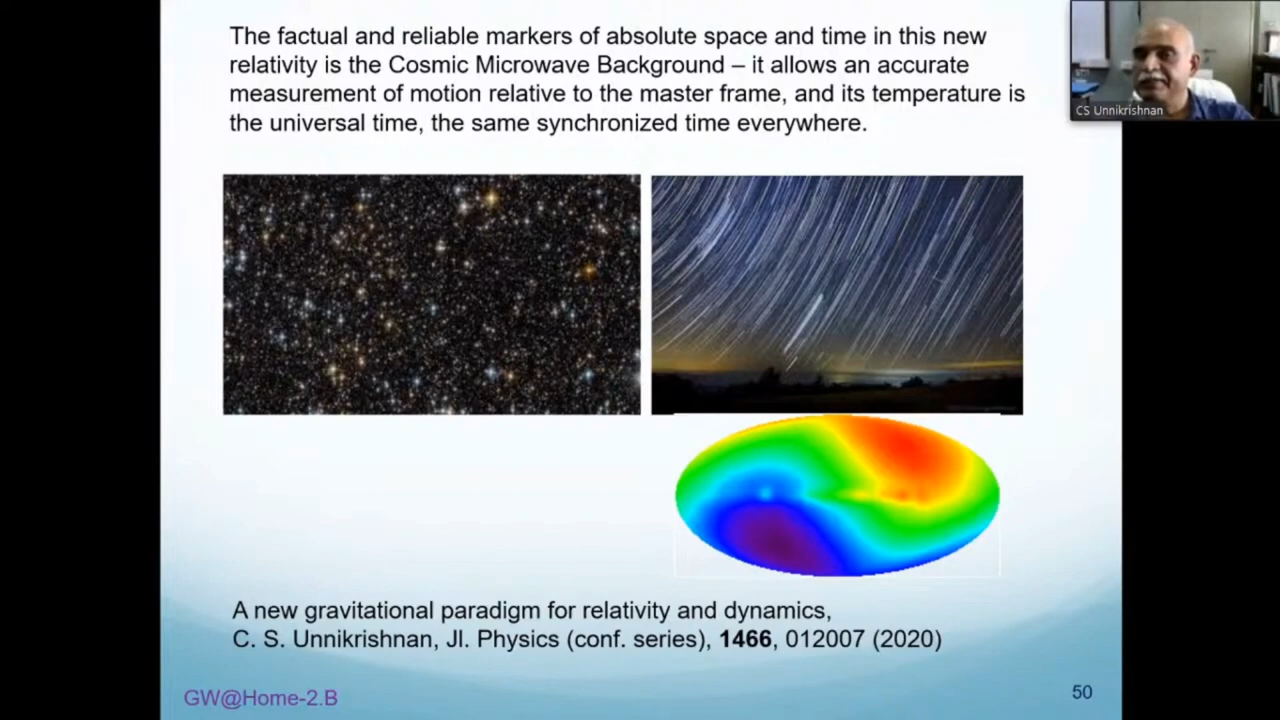 The factual and reliable markers of absolute space and time in this new
relativity is the Cosmic Microwave Background – it allows an accurate
measurement of motion relative to the master frame, and its temperature is
the universal time, the same synchronized time everywhere.
CS Unnikrishnan
A new gravitational paradigm for relativity and dynamics,
C. S. Unnikrishnan, Jl. Physics (conf. series), 1466, 012007 (2020)
GW@Home-2.B
50